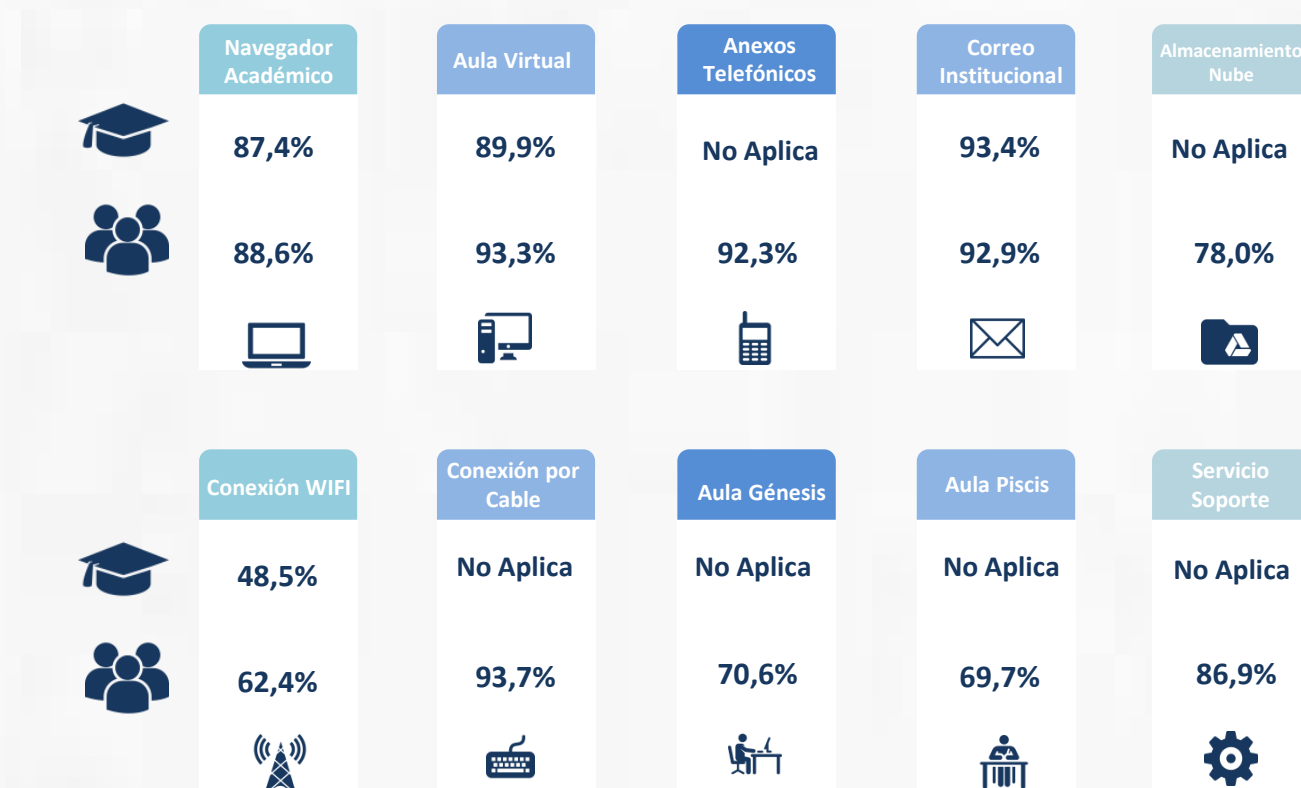 Navegador
Académico
Aula Virtual
Anexos
Telefónicos
Correo
Institucional
Almacenamiento
Nube
87,4%
89,9%
No Aplica
93,4%
No Aplica
88,6%
93,3%
92,3%
92,9%
78,0%
Conexión WIFI
Conexión por
Cable
Aula Génesis
Aula Piscis
Servicio
Soporte
48,5%
No Aplica
No Aplica
No Aplica
No Aplica
62,4%
93,7%
70,6%
69,7%
86,9%